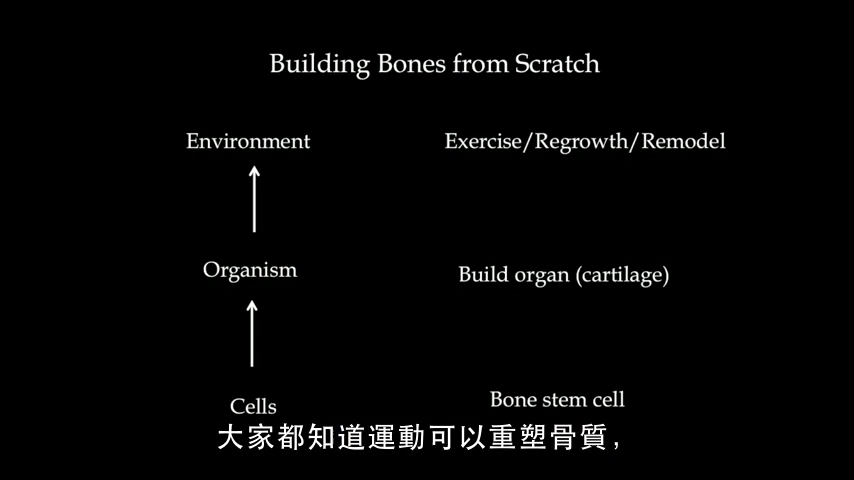 Building Bones from Scratch
Environment
Exercise/Regrowth/Remodel
Organism
Build organ (cartilage)
Cells
Bone stem cell
大家都知道運動可以重塑骨質，